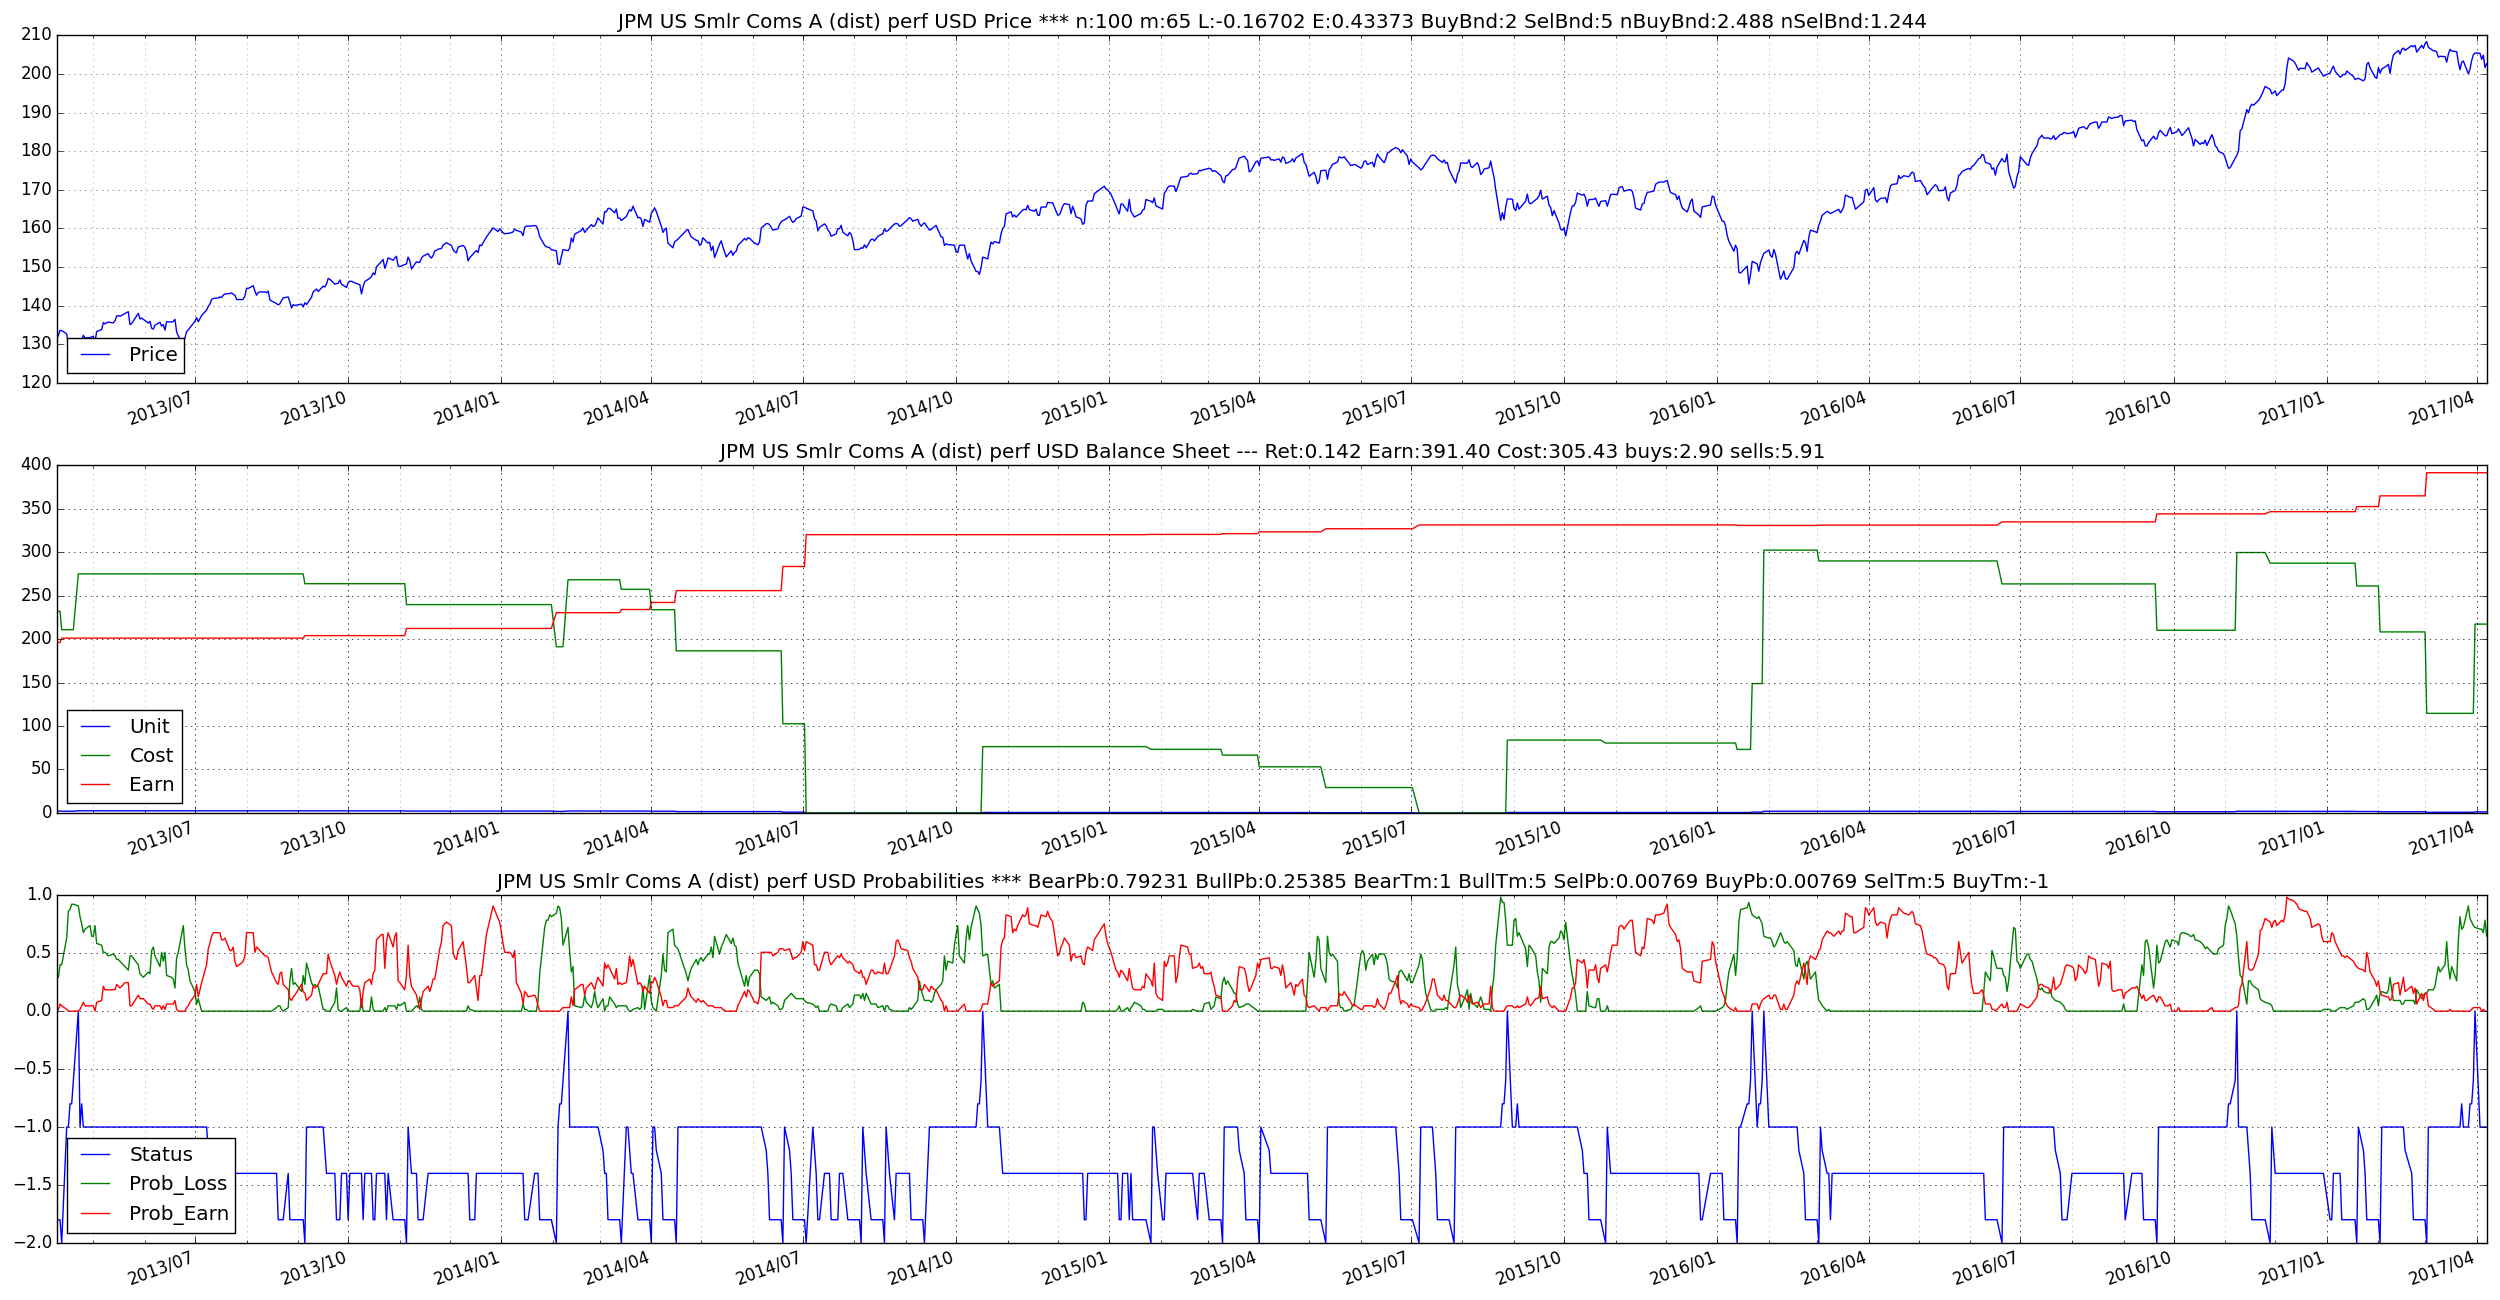 JPM US Smlr Coms A (dist) perf USD Price *** n:100 m:65 L:-0.16702 E:0.43373 BuyBnd:2 SelBnd:5 nBuyBnd:2.488 nSelBnd:1.244
210
200
190
180
170
160
150
140
130
120
Price
2013/07 2013/10 2014/01 2014/04 2014/07 2014/10 2015/01 2015/04 2015/07 2015/10 2016/01 2016/04 2016/07 2016/10 2017/01 2017/04
JPM US Smlr Coms A (dist) perf USD Balance Sheet --- Ret:0.142 Earn:391.40 Cost:305.43 buys:2.90 sells:5.91
400
350
300
250
200
150
100
50
0
Unit
Cost
Earn
2013/07 2013/10 2014/01 2014/04 2014/07 2014/10 2015/01 2015/04 2015/07 2015/10 2016/01 2016/04 2016/07 2016/10 2017/01 2017/04
JPM US Smlr Coms A (dist) perf USD Probabilities *** BearPb:0.79231 BullPb:0.25385 BearTm:1 BullTm:5 SelPb:0.00769 BuyPb:0.00769 SelTm:5 BuyTm:-1
1.0
0.5
0.0
−0.5
−1.0
−1.5
−2.0
Status
Prob_Loss
Prob_Earn
2013/07 2013/10 2014/01 2014/04 2014/07 2014/10 2015/01 2015/04 2015/07 2015/10 2016/01 2016/04 2016/07 2016/10 2017/01 2017/04